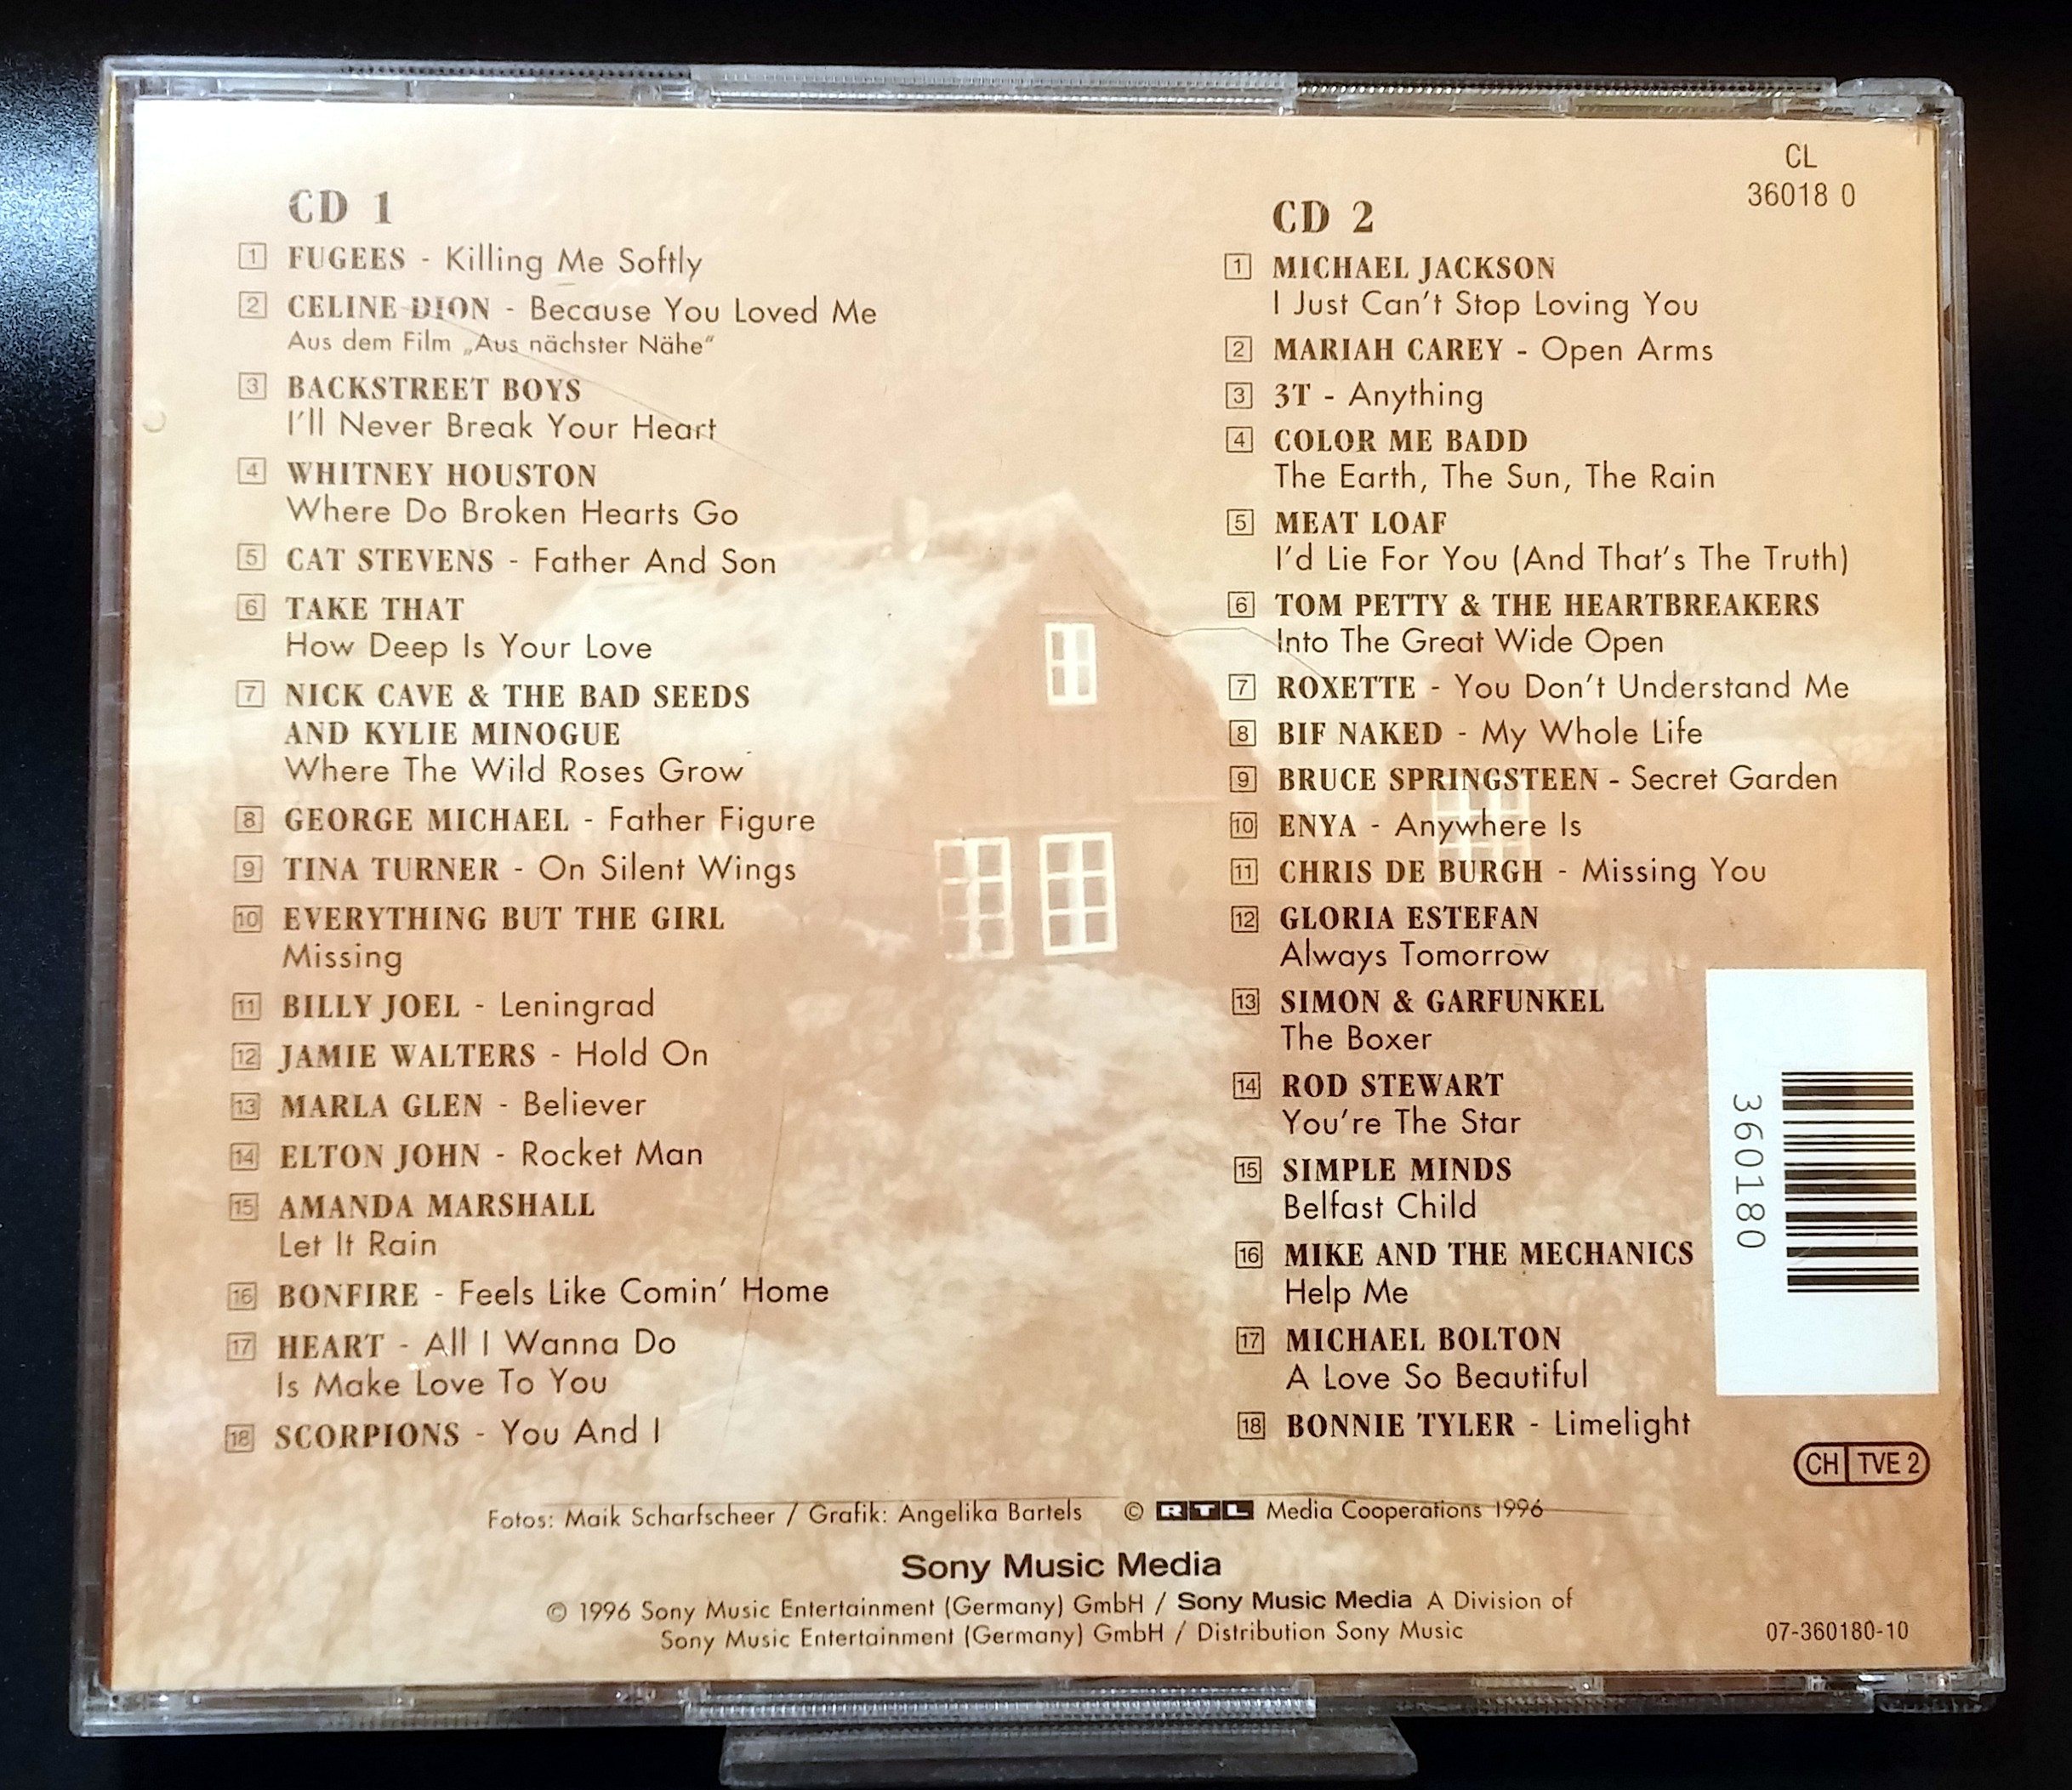 CD 1
1 FUGEES - Killing Me Softly
2 CELINE DION - Because You Loved Me
Aus dem Film „Aus nächster Nähe"
3 BACKSTREET BOYS
I'll Never Break Your Heart
4 WHITNEY HOUSTON
Where Do Broken Hearts Go
5 CAT STEVENS - Father And Son
6 TAKE THAT
How Deep Is Your Love
7 NICK CAVE & THE BAD SEEDS
AND KYLIE MINOGUE
Where The Wild Roses Grow
8 GEORGE MICHAEL - Father Figure
9 TINA TURNER - On Silent Wings
10 EVERYTHING BUT THE GIRL
Missing
11 BILLY JOEL - Leningrad
12 JAMIE WALTERS - Hold On
13 MARLA GLEN - Believer
14 ELTON JOHN - Rocket Man
15 AMANDA MARSHALL
Let It Rain
16 BONFIRE - Feels Like Comin' Home
17 HEART - All I Wanna Do
Is Make Love To You
18 SCORPIONS - You And I
CL
36018 0
CD 2
1 MICHAEL JACKSON
I Just Can't Stop Loving You
2 MARIAH CAREY - Open Arms
3 3T - Anything
4 COLOR ME BADD
The Earth, The Sun, The Rain
5 MEAT LOAF
I'd Lie For You (And That's The Truth)
6 TOM PETTY & THE HEARTBREAKERS
Into The Great Wide Open
7 ROXETTE - You Don't Understand Me
8 BIF NAKED - My Whole Life
9 BRUCE SPRINGSTEEN - Secret Garden
10 ENYA - Anywhere Is
11 CHRIS DE BURGH - Missing You
12 GLORIA ESTEFAN
Always Tomorrow
13 SIMON & GARFUNKEL
The Boxer
14 ROD STEWART
You're The Star
15 SIMPLE MINDS
Belfast Child
16 MIKE AND THE MECHANICS
Help Me
17 MICHAEL BOLTON
A Love So Beautiful
18 BONNIE TYLER - Limelight
360180
CH TVE 2
Fotos: Maik Scharfscheer / Grafik: Angelika Bartels © RTL Media Cooperations 1996
Sony Music Media
© 1996 Sony Music Entertainment (Germany) GmbH / Sony Music Media A Division of
Sony Music Entertainment (Germany) GmbH / Distribution Sony Music
07-360180-10